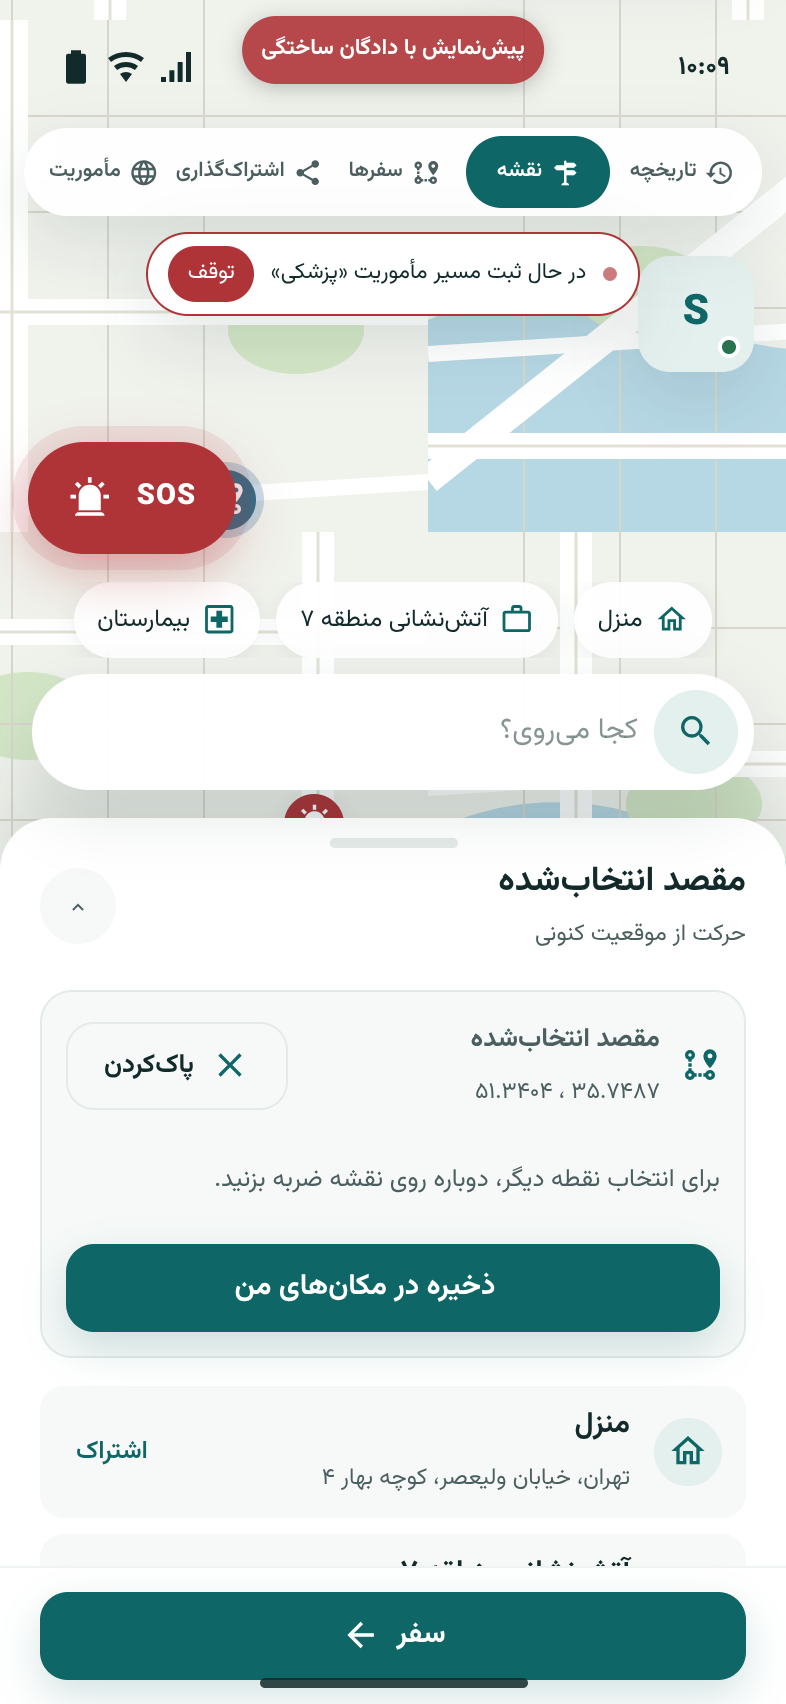 پیش‌نمایش با دادگان ساختگی
۱۰:۰۹
تاریخچه
نقشه
سفرها
اشتراک‌گذاری
مأموریت
در حال ثبت مسیر مأموریت «پزشکی»
توقف
S
SOS
منزل
آتش‌نشانی منطقه ۷
بیمارستان
کجا می‌روی؟
مقصد انتخاب‌شده
حرکت از موقعیت کنونی
مقصد انتخاب‌شده
۳۵.۷۴۸۷ ، ۵۱.۳۴۰۴
پاک‌کردن
برای انتخاب نقطه دیگر، دوباره روی نقشه ضربه بزنید.
ذخیره در مکان‌های من
منزل
تهران، خیابان ولیعصر، کوچه بهار ۴
اشتراک
سفر